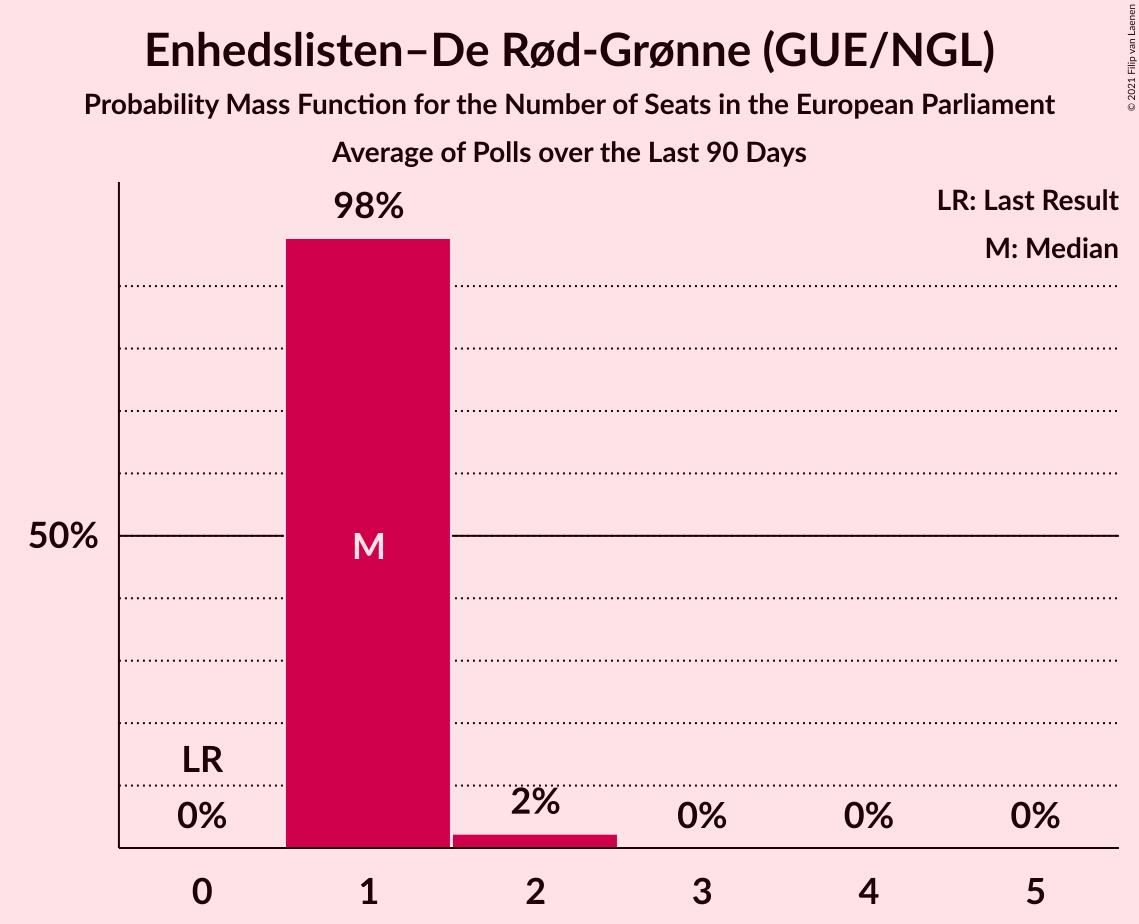 Enhedslisten–De Rød-Grønne (GUE/NGL)
Probability Mass Function for the Number of Seats in the European Parliament
Average of Polls over the Last 90 Days
© 2021 Filip van Laenen
LR: Last Result
M: Median
98%
50%
M
LR
0%
2%
0%
0%
0%
0
1
2
3
4
5